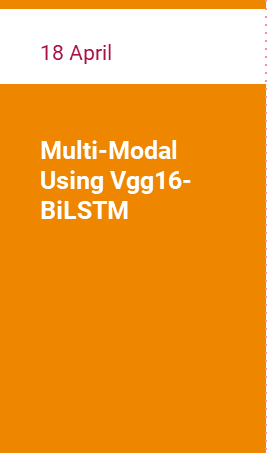 18 April
Multi-Modal
Using Vgg16-
BiLSTM